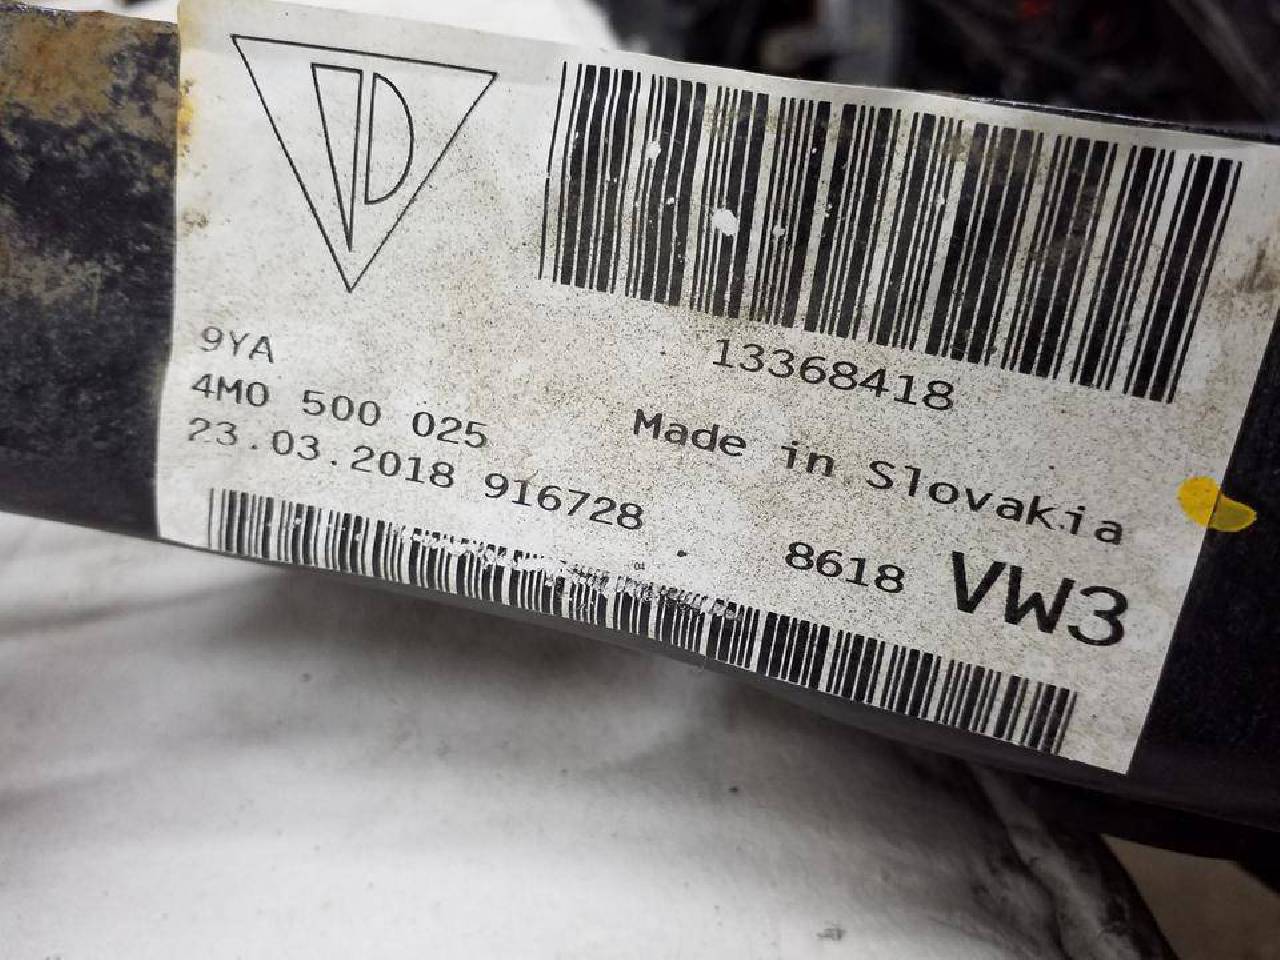 13368418
9YA
4M0 500 025
Made in Slovakia
23.03.2018 916728
8618 VW3